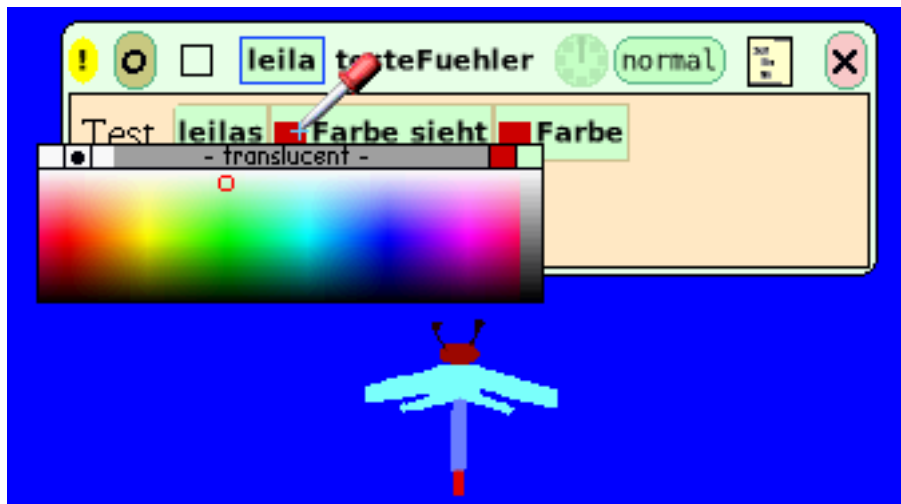 ! O leila testeFuehler normal X
Test leilas Farbe sieht Farbe
- translucent -